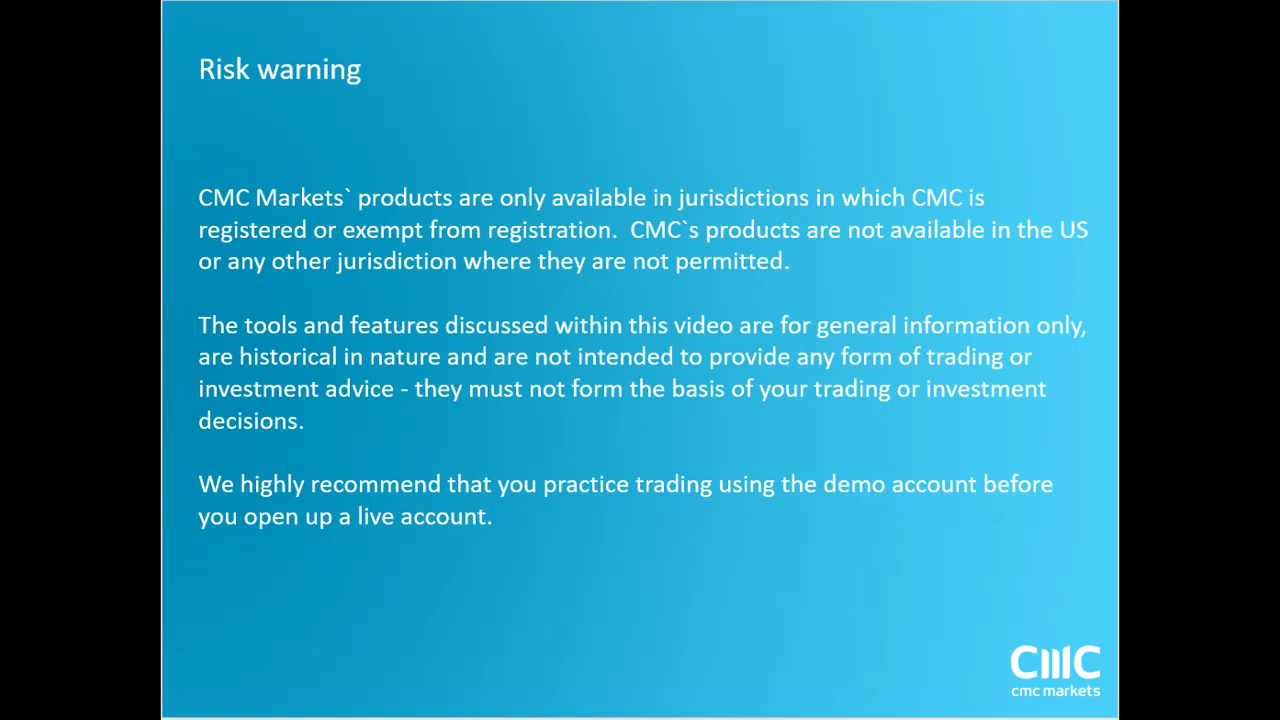 Risk warning
CMC Markets` products are only available in jurisdictions in which CMC is
registered or exempt from registration.  CMC`s products are not available in the US
or any other jurisdiction where they are not permitted.
The tools and features discussed within this video are for general information only,
are historical in nature and are not intended to provide any form of trading or
investment advice - they must not form the basis of your trading or investment
decisions.
We highly recommend that you practice trading using the demo account before
you open up a live account.
CMC
cmc markets